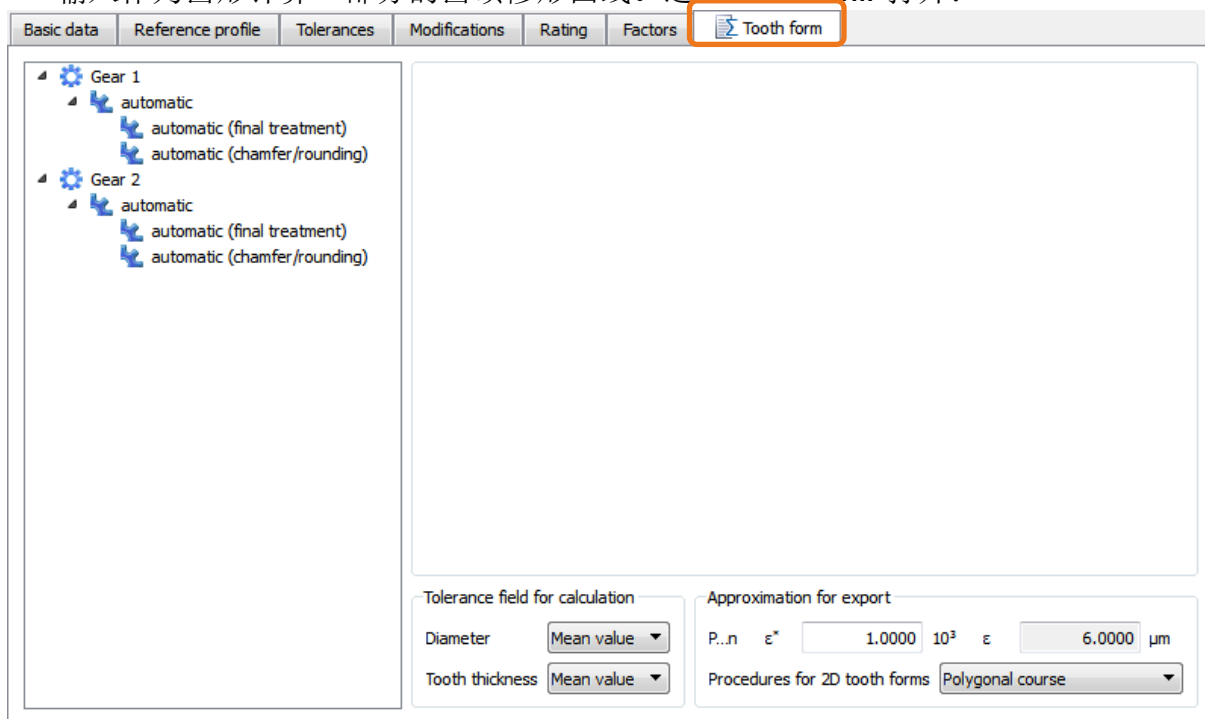 Basic data Reference profile Tolerances Modifications Rating Factors Tooth form
Gear 1
automatic
automatic (final treatment)
automatic (chamfer/rounding)
Gear 2
automatic
automatic (final treatment)
automatic (chamfer/rounding)
Tolerance field for calculation
Diameter Mean value
Tooth thickness Mean value
Approximation for export
P...n ε* 1.0000 10³ ε 6.0000 µm
Procedures for 2D tooth forms Polygonal course